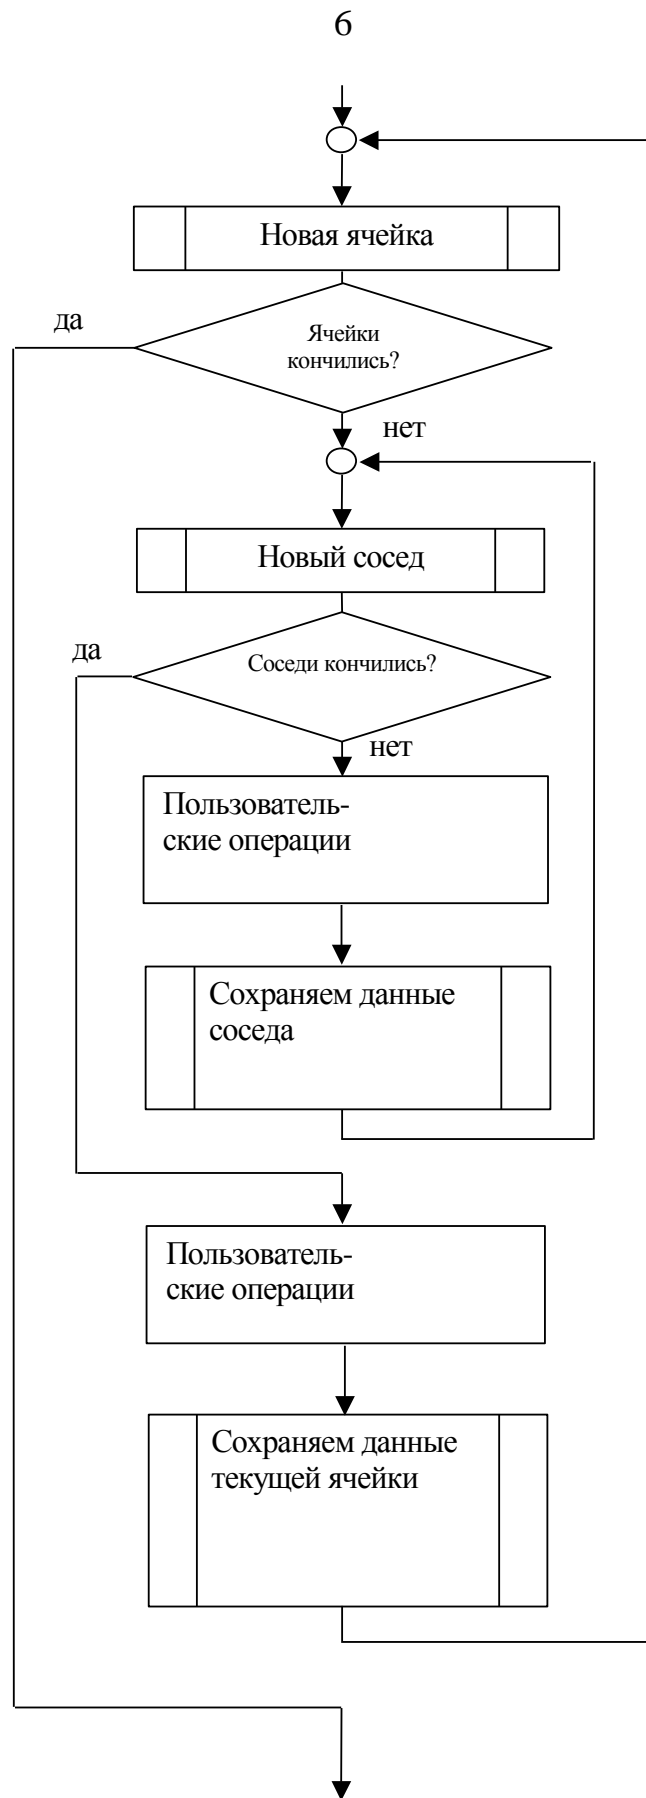 6
Новая ячейка
да
Ячейки
кончились?
нет
Новый сосед
да
Соседи кончились?
нет
Пользователь-
ские операции
Сохраняем данные
соседа
Пользователь-
ские операции
Сохраняем данные
текущей ячейки